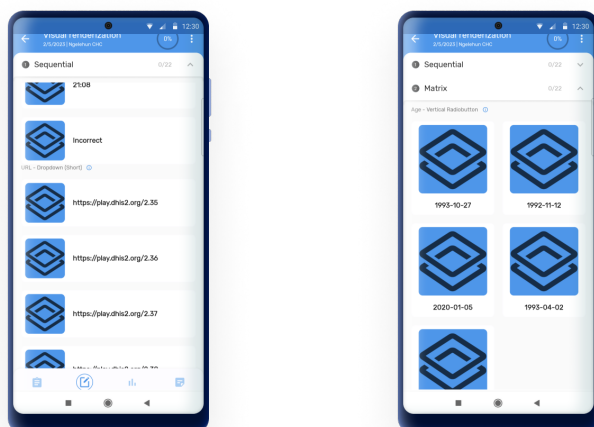 12:30
Visual renderization
2/5/2023 | Ngelehun CHC
0%
Sequential
0/22
21:08
Incorrect
URL - Dropdown (Short)
https://play.dhis2.org/2.35
https://play.dhis2.org/2.36
https://play.dhis2.org/2.37
12:30
Visual renderization
2/5/2023 | Ngelehun CHC
0%
Sequential
0/22
Matrix
0/22
Age - Vertical Radiobutton
1993-10-27
1992-11-12
2020-01-05
1993-04-02